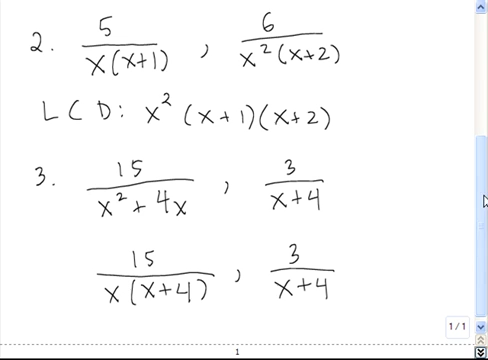 2. 5/(x(x+1)) , 6/(x²(x+2))
LCD: x² (x+1)(x+2)
3. 15/(x²+4x) , 3/(x+4)
15/(x(x+4)) , 3/(x+4)
1/1
1